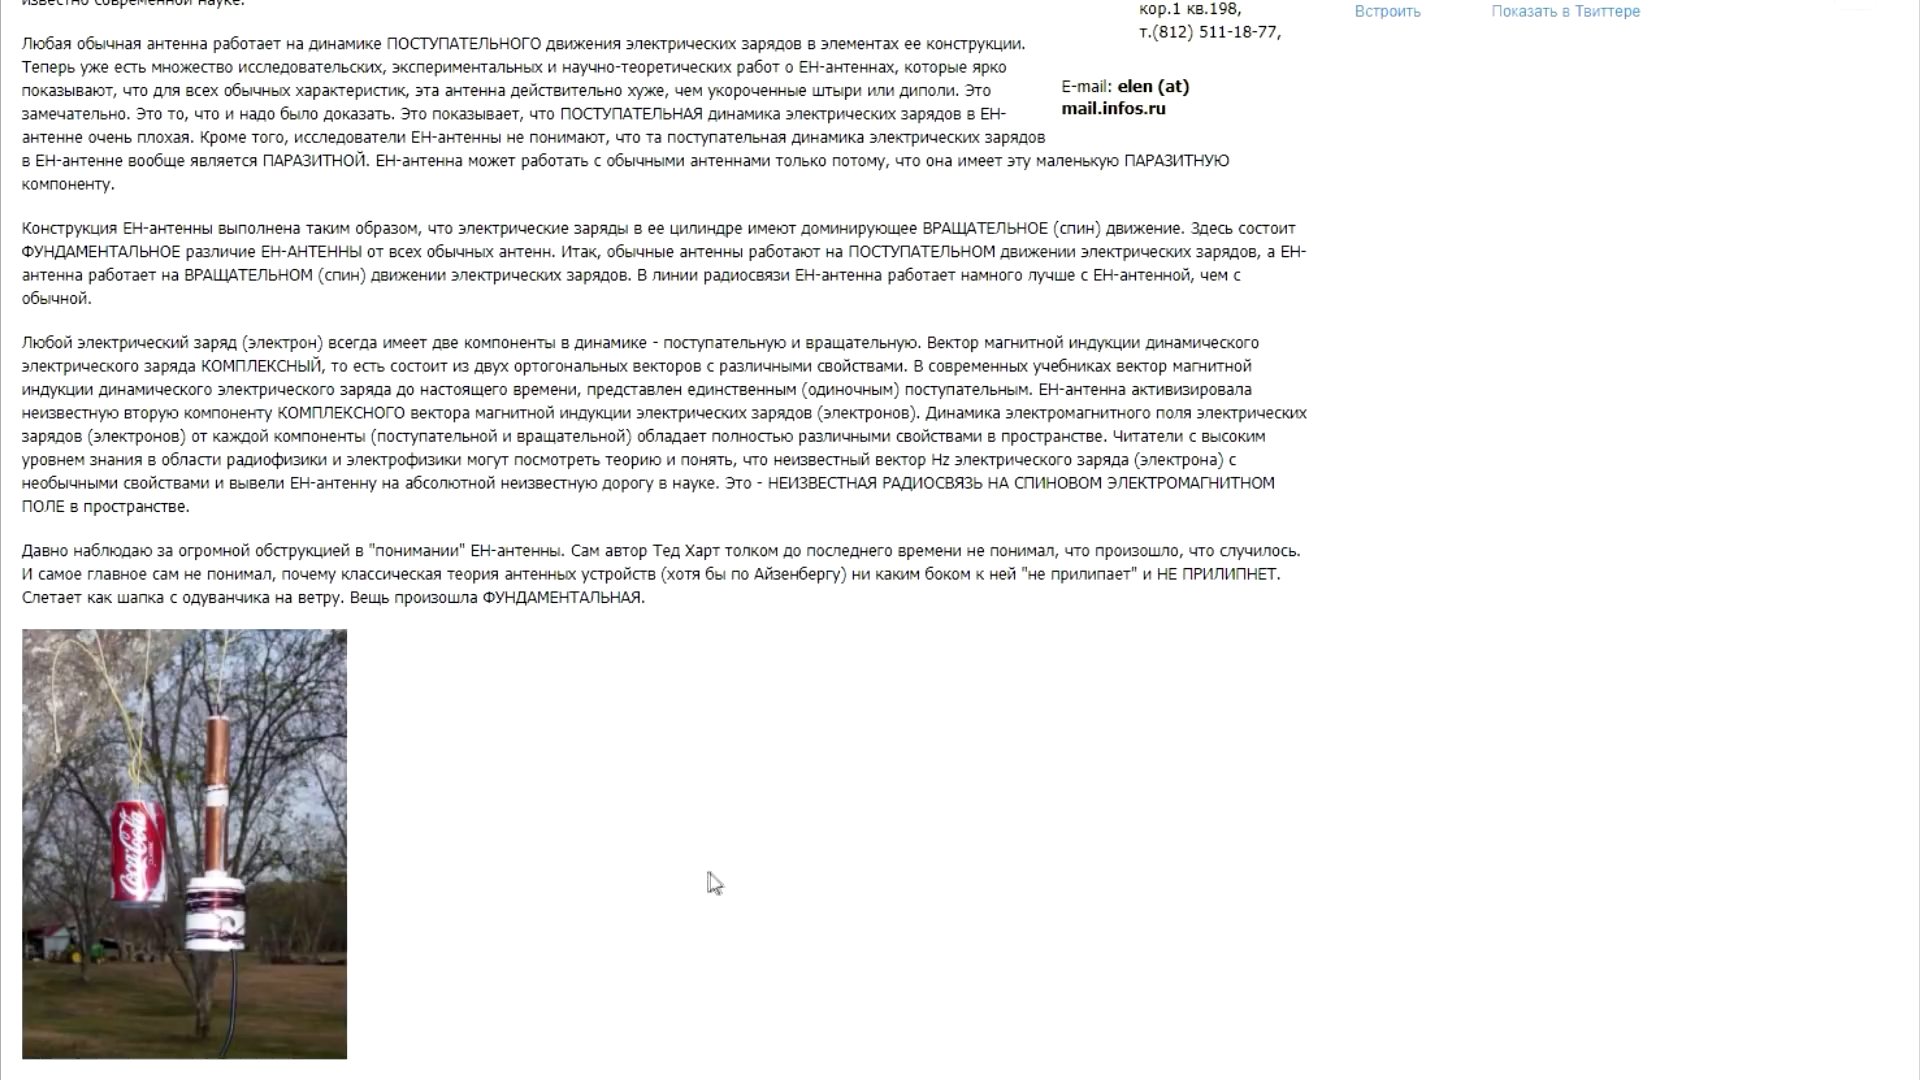 известно современной науке.
Любая обычная антенна работает на динамике ПОСТУПАТЕЛЬНОГО движения электрических зарядов в элементах ее конструкции.
Теперь уже есть множество исследовательских, экспериментальных и научно-теоретических работ о ЕН-антеннах, которые ярко
показывают, что для всех обычных характеристик, эта антенна действительно хуже, чем укороченные штыри или диполи. Это
замечательно. Это то, что и надо было доказать. Это показывает, что ПОСТУПАТЕЛЬНАЯ динамика электрических зарядов в ЕН-
антенне очень плохая. Кроме того, исследователи ЕН-антенны не понимают, что та поступательная динамика электрических зарядов
в ЕН-антенне вообще является ПАРАЗИТНОЙ. ЕН-антенна может работать с обычными антеннами только потому, что она имеет эту маленькую ПАРАЗИТНУЮ
компоненту.
Конструкция ЕН-антенны выполнена таким образом, что электрические заряды в ее цилиндре имеют доминирующее ВРАЩАТЕЛЬНОЕ (спин) движение. Здесь состоит
ФУНДАМЕНТАЛЬНОЕ различие ЕН-АНТЕННЫ от всех обычных антенн. Итак, обычные антенны работают на ПОСТУПАТЕЛЬНОМ движении электрических зарядов, а ЕН-
антенна работает на ВРАЩАТЕЛЬНОМ (спин) движении электрических зарядов. В линии радиосвязи ЕН-антенна работает намного лучше с ЕН-антенной, чем с
обычной.
Любой электрический заряд (электрон) всегда имеет две компоненты в динамике - поступательную и вращательную. Вектор магнитной индукции динамического
электрического заряда КОМПЛЕКСНЫЙ, то есть состоит из двух ортогональных векторов с различными свойствами. В современных учебниках вектор магнитной
индукции динамического электрического заряда до настоящего времени, представлен единственным (одиночным) поступательным. ЕН-антенна активизировала
неизвестную вторую компоненту КОМПЛЕКСНОГО вектора магнитной индукции электрических зарядов (электронов). Динамика электромагнитного поля электрических
зарядов (электронов) от каждой компоненты (поступательной и вращательной) обладает полностью различными свойствами в пространстве. Читатели с высоким
уровнем знания в области радиофизики и электрофизики могут посмотреть теорию и понять, что неизвестный вектор Hz электрического заряда (электрона) с
необычными свойствами и вывели ЕН-антенну на абсолютной неизвестную дорогу в науке. Это - НЕИЗВЕСТНАЯ РАДИОСВЯЗЬ НА СПИНОВОМ ЭЛЕКТРОМАГНИТНОМ
ПОЛЕ в пространстве.
Давно наблюдаю за огромной обструкцией в "понимании" ЕН-антенны. Сам автор Тед Харт толком до последнего времени не понимал, что произошло, что случилось.
И самое главное сам не понимал, почему классическая теория антенных устройств (хотя бы по Айзенбергу) ни каким боком к ней "не прилипает" и НЕ ПРИЛИПНЕТ.
Слетает как шапка с одуванчика на ветру. Вещь произошла ФУНДАМЕНТАЛЬНАЯ.
Coca-Cola
кор.1 кв.198,
т.(812) 511-18-77,
E-mail: elen (at)
mail.infos.ru
Встроить
Показать в Твиттере